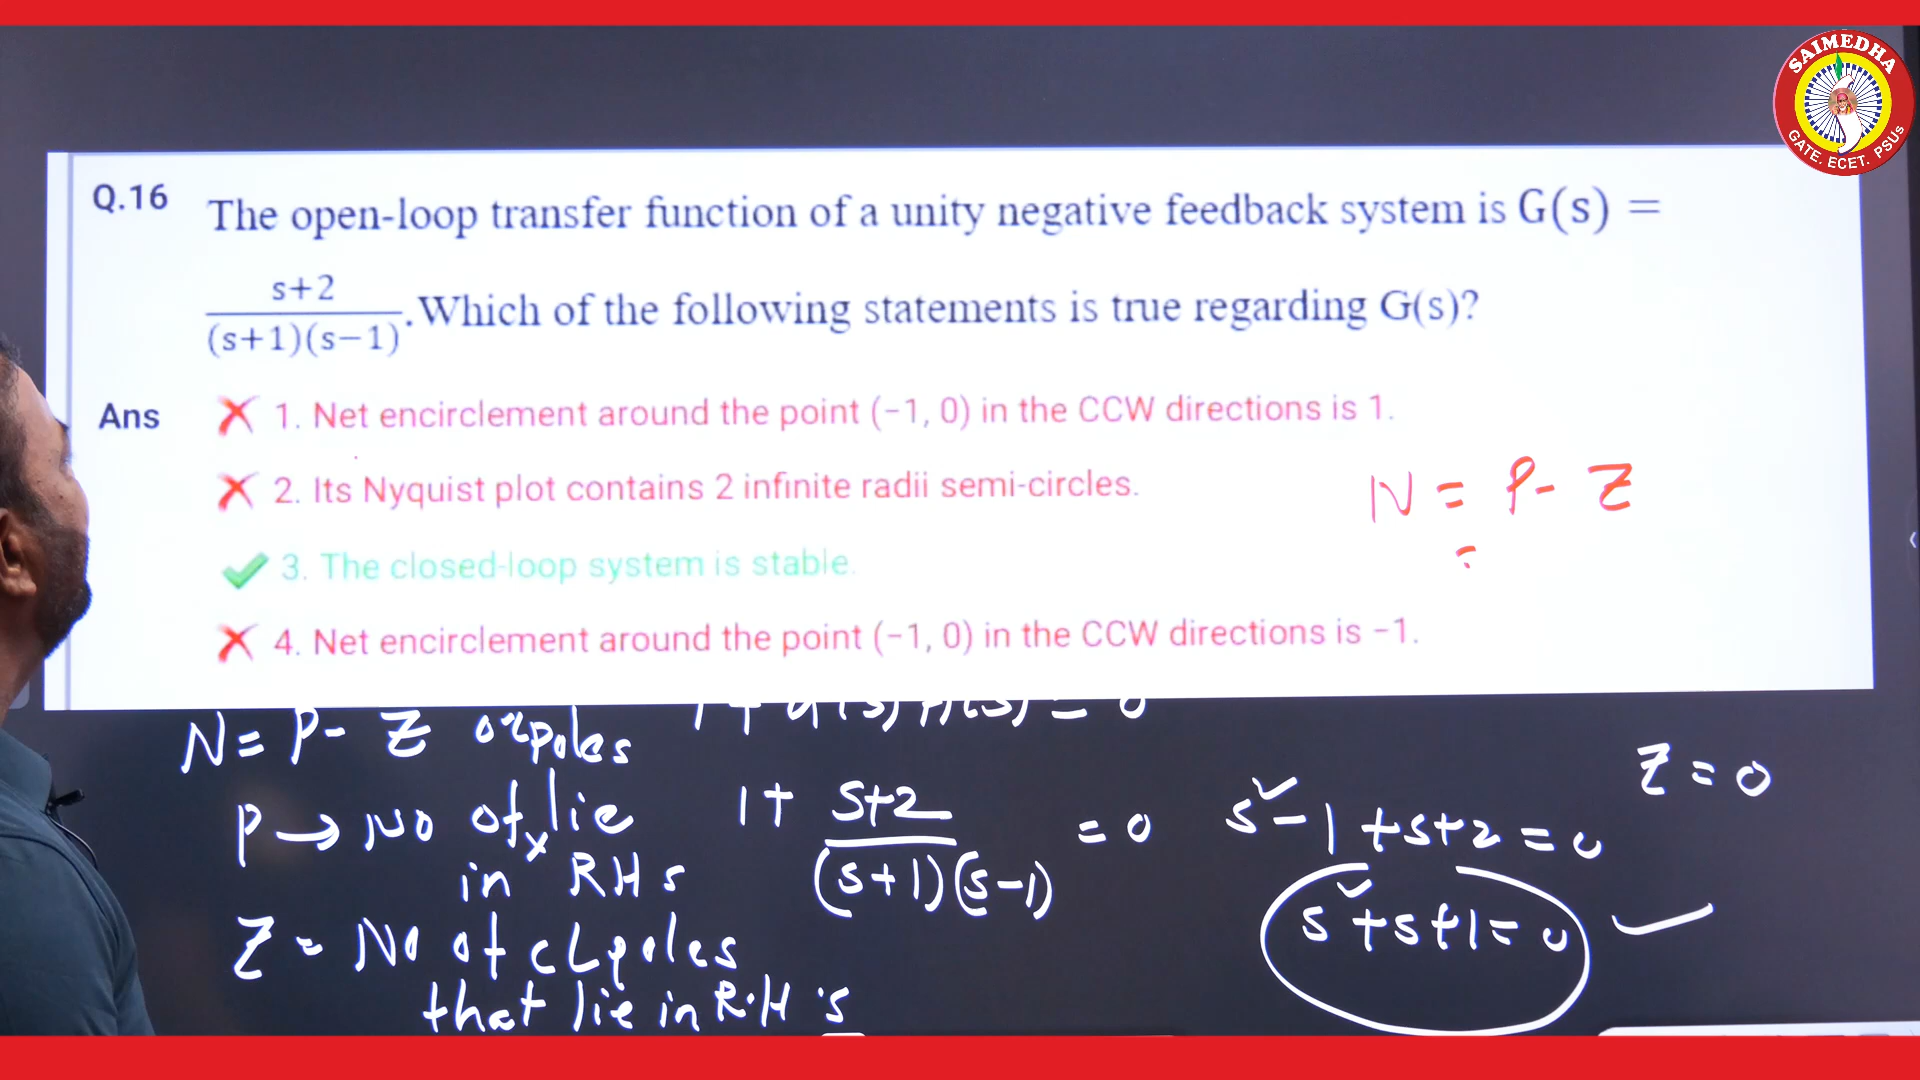 SAIMEDHA
GATE. ECET. PSUs
Q.16 The open-loop transfer function of a unity negative feedback system is G(s) =
s+2
(s+1)(s−1)
.Which of the following statements is true regarding G(s)?
Ans 1. Net encirclement around the point (−1, 0) in the CCW directions is 1.
2. Its Nyquist plot contains 2 infinite radii semi-circles.
3. The closed-loop system is stable.
4. Net encirclement around the point (−1, 0) in the CCW directions is −1.
N = P - Z
=
N = P - Z or poles
P → No of lie
x
in RHs
Z = No of CL poles
that lie in R.H s
1 + G(s) H(s) = 0
1 + s+2
(s+1)(s-1)
= 0
s² - 1 + s + 2 = 0
s² + s + 1 = 0
Z = 0